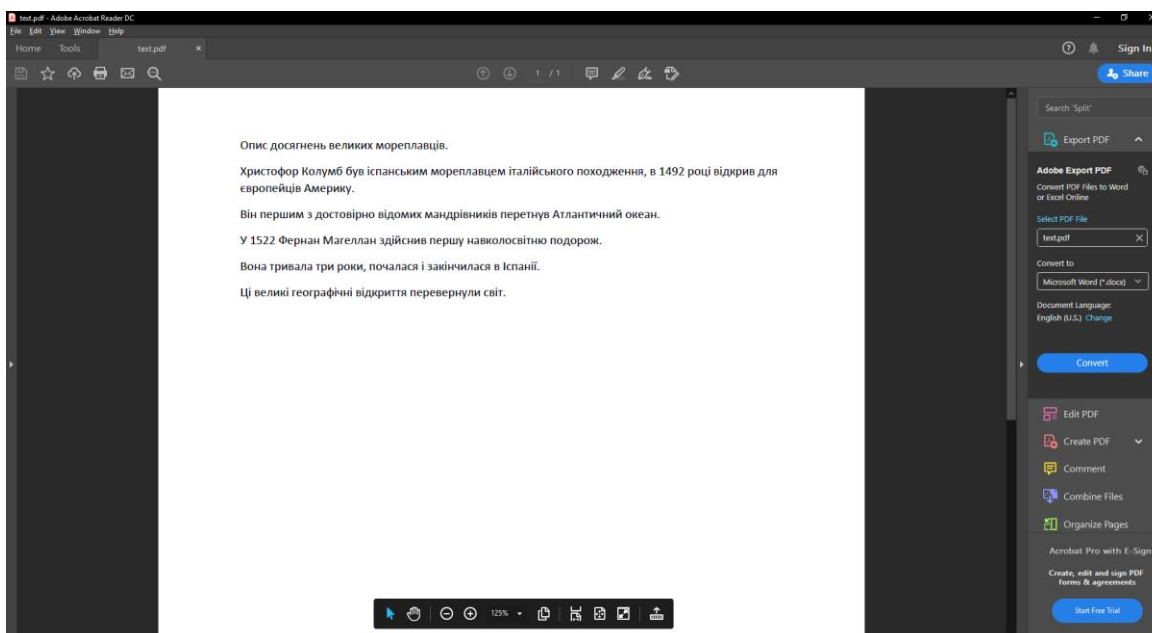 text.pdf - Adobe Acrobat Reader DC
File Edit View Window Help
Home Tools text.pdf ×
Sign In
1 / 1
Share
Опис досягнень великих мореплавців.
Христофор Колумб був іспанським мореплавцем італійського походження, в 1492 році відкрив для
європейців Америку.
Він першим з достовірно відомих мандрівників перетнув Атлантичний океан.
У 1522 Фернан Магеллан здійснив першу навколосвітню подорож.
Вона тривала три роки, почалася і закінчилася в Іспанії.
Ці великі географічні відкриття перевернули світ.
125%
Search 'Split'
Export PDF
Adobe Export PDF
Convert PDF Files to Word
or Excel Online
Select PDF File
text.pdf
Convert to
Microsoft Word (*.docx)
Document Language:
English (U.S.) Change
Convert
Edit PDF
Create PDF
Comment
Combine Files
Organize Pages
Acrobat Pro with E-Sign
Create, edit and sign PDF
forms & agreements
Start Free Trial